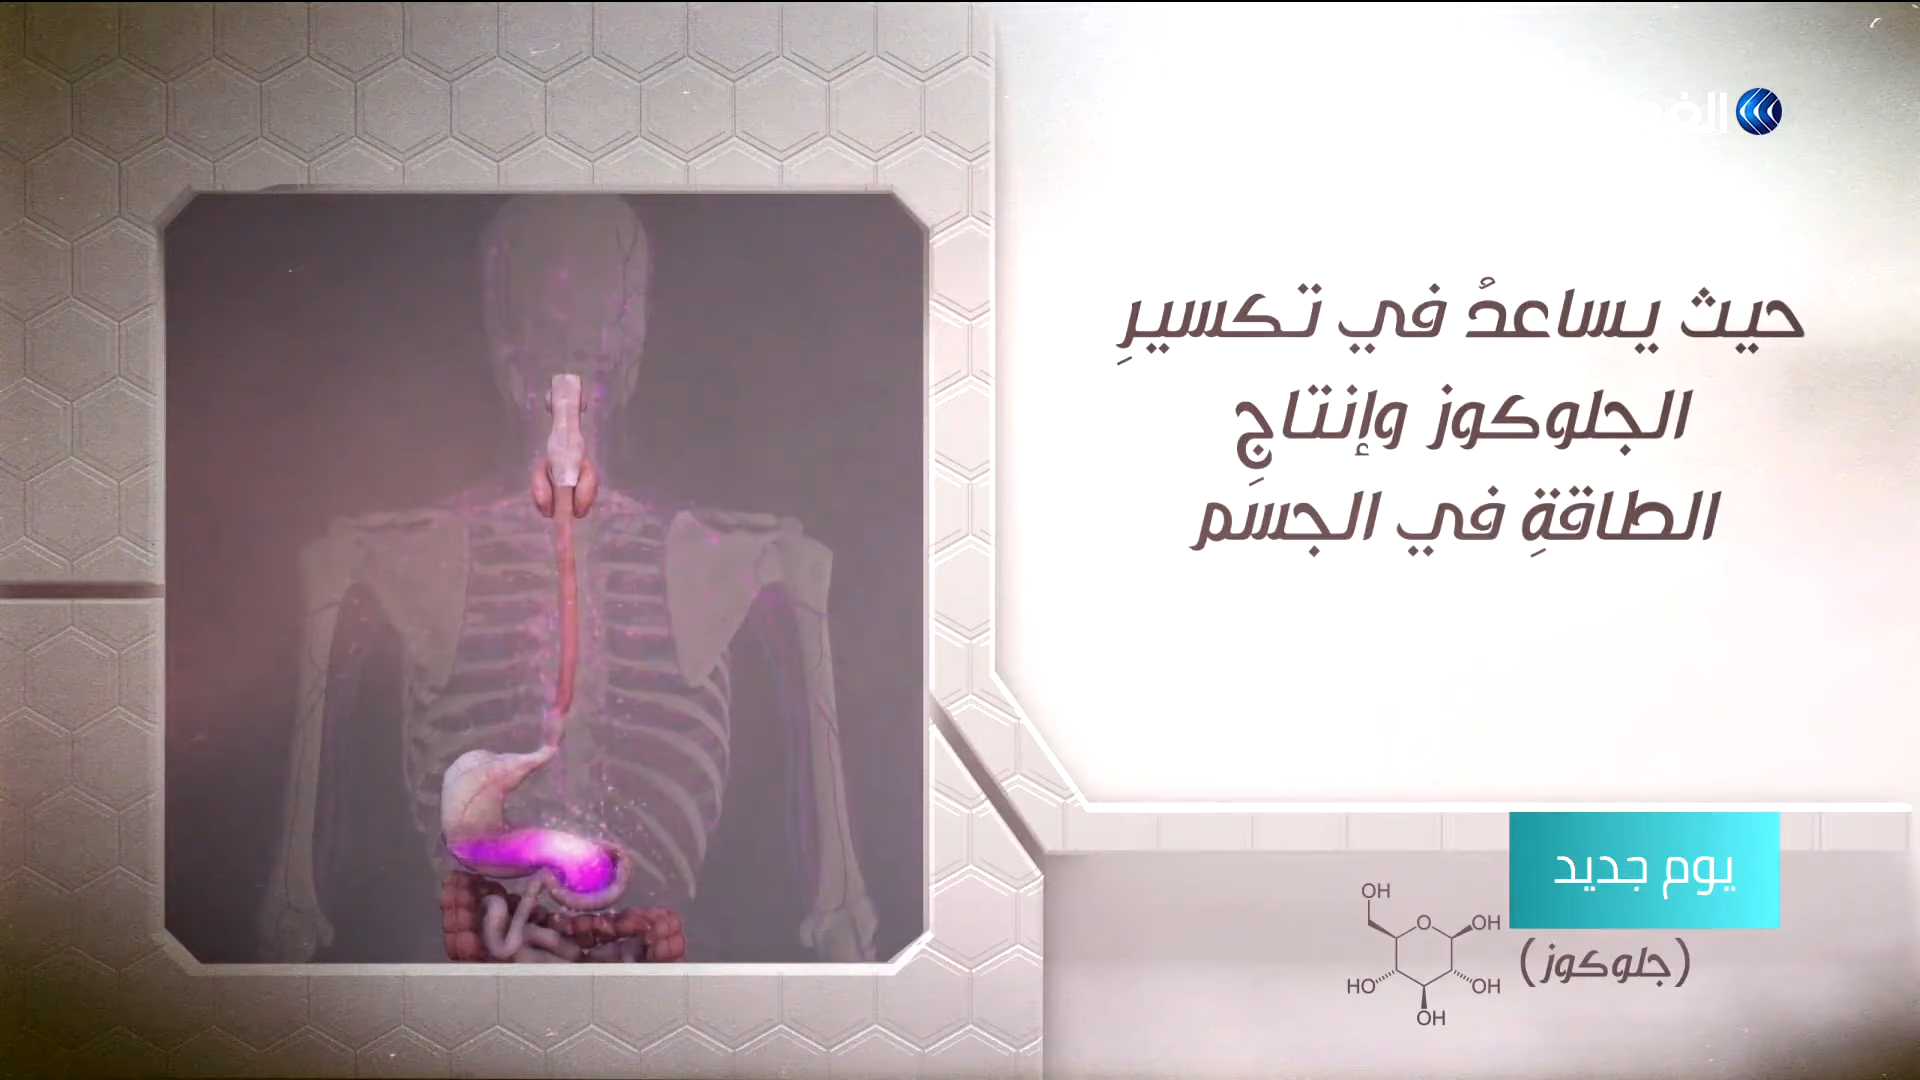 حيث يساعدُ في تكسيرِ
الجلوكوز وإنتاجِ
الطاقةِ في الجسم
يوم جديد
(جلوكوز)
OH
O
OH
HO
OH
OH